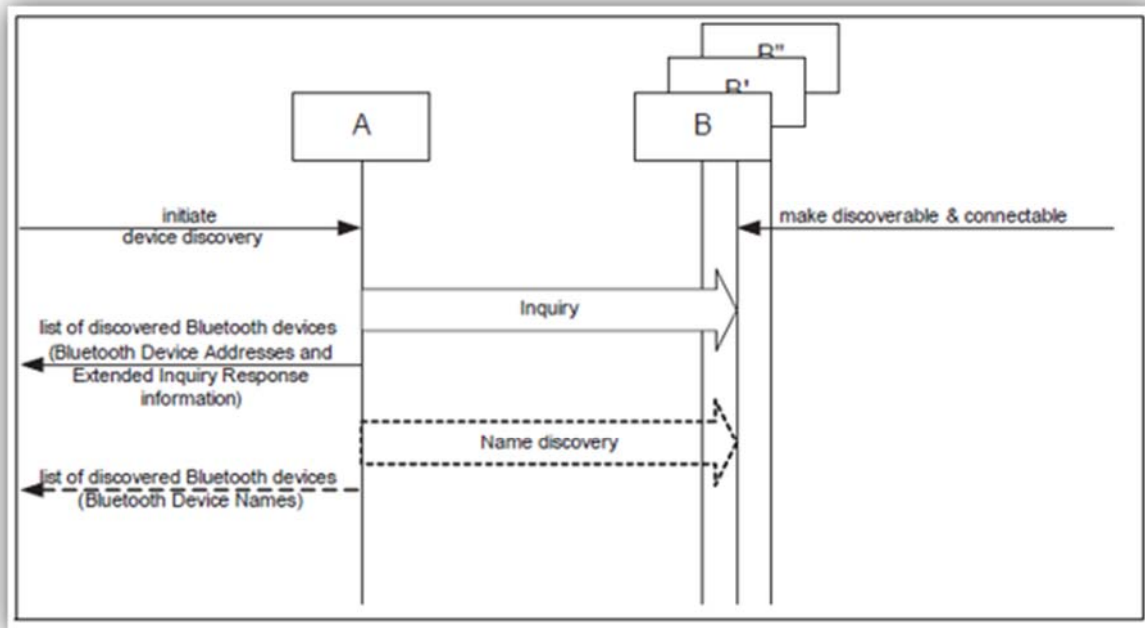 B"
B'
A
B
initiate
device discovery
make discoverable & connectable
Inquiry
list of discovered Bluetooth devices
(Bluetooth Device Addresses and
Extended Inquiry Response
information)
Name discovery
list of discovered Bluetooth devices
(Bluetooth Device Names)